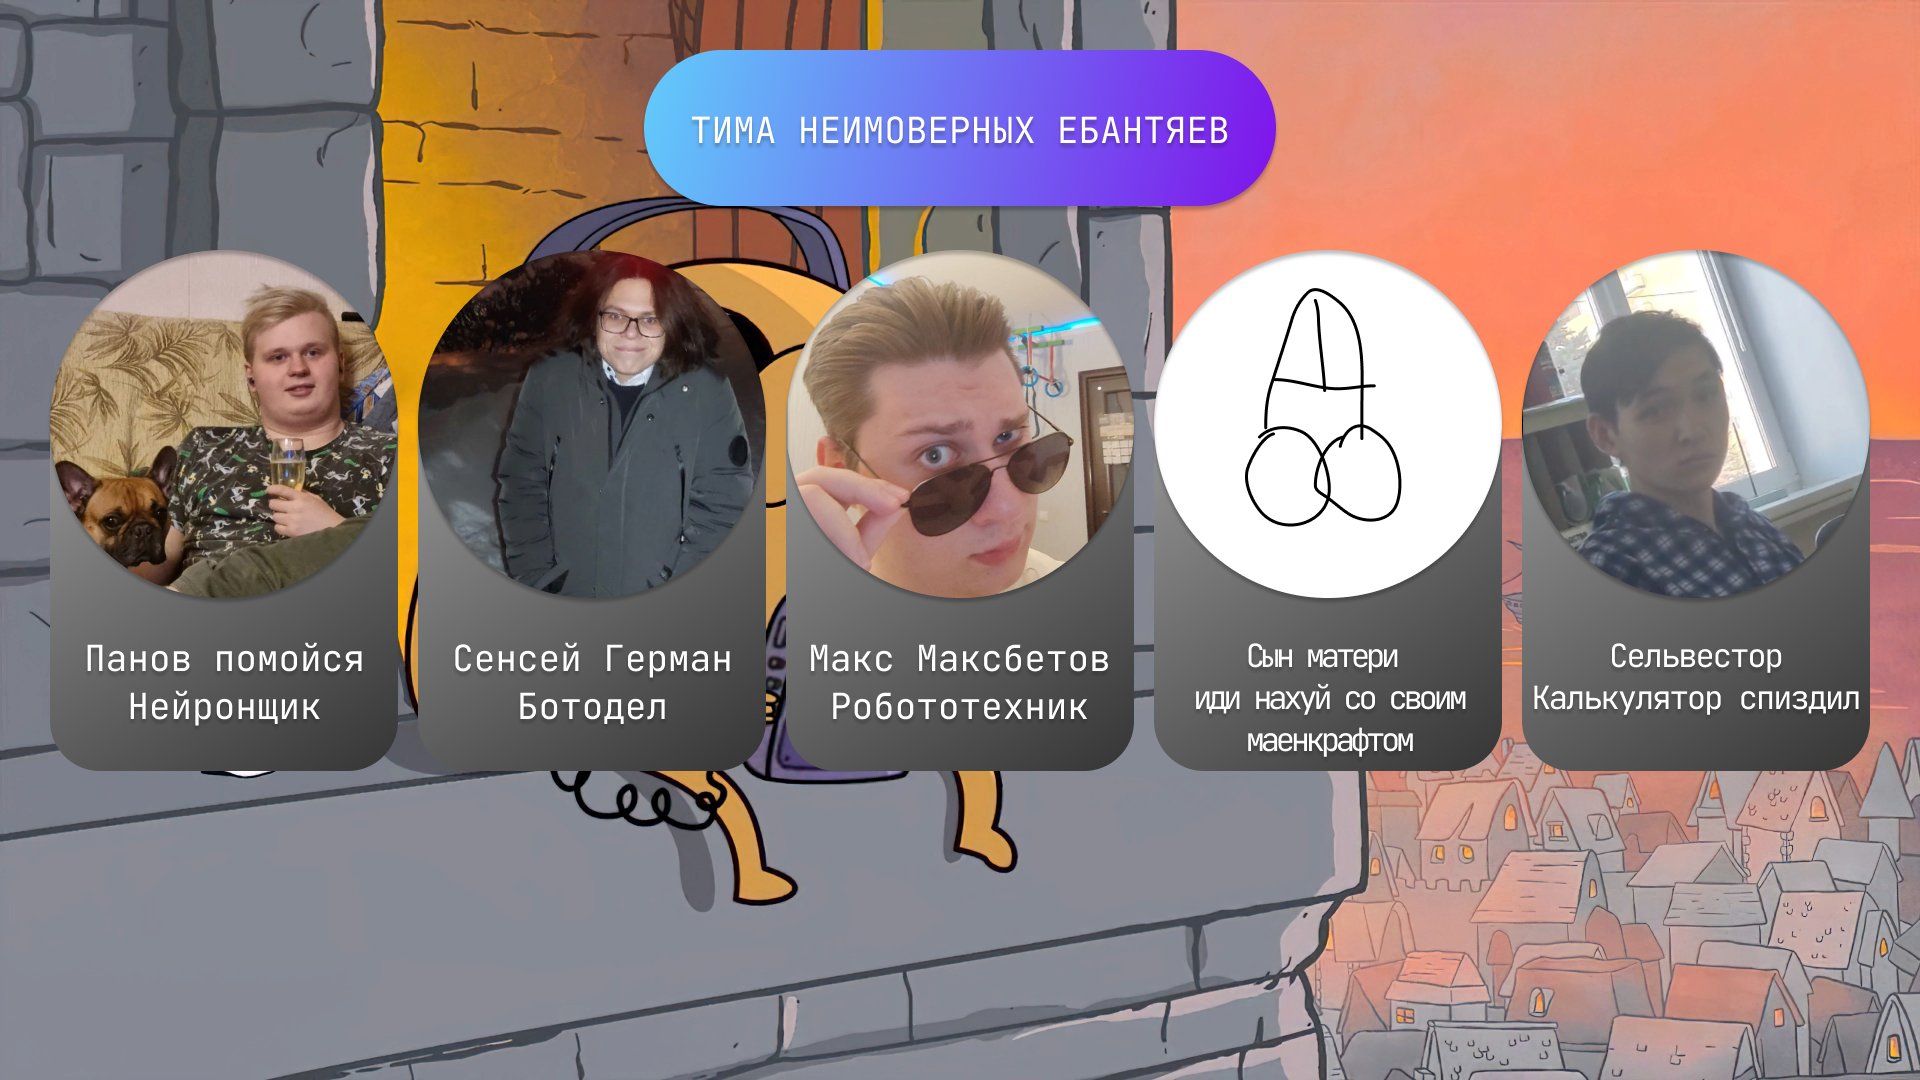 ТИМА НЕИМОВЕРНЫХ ЕБАНТЯЕВ
Панов помойся
Нейронщик
Сенсей Герман
Ботодел
Макс Максбетов
Робототехник
Сын матери
иди нахуй со своим
маенкрафтом
Сельвестор
Калькулятор спиздил